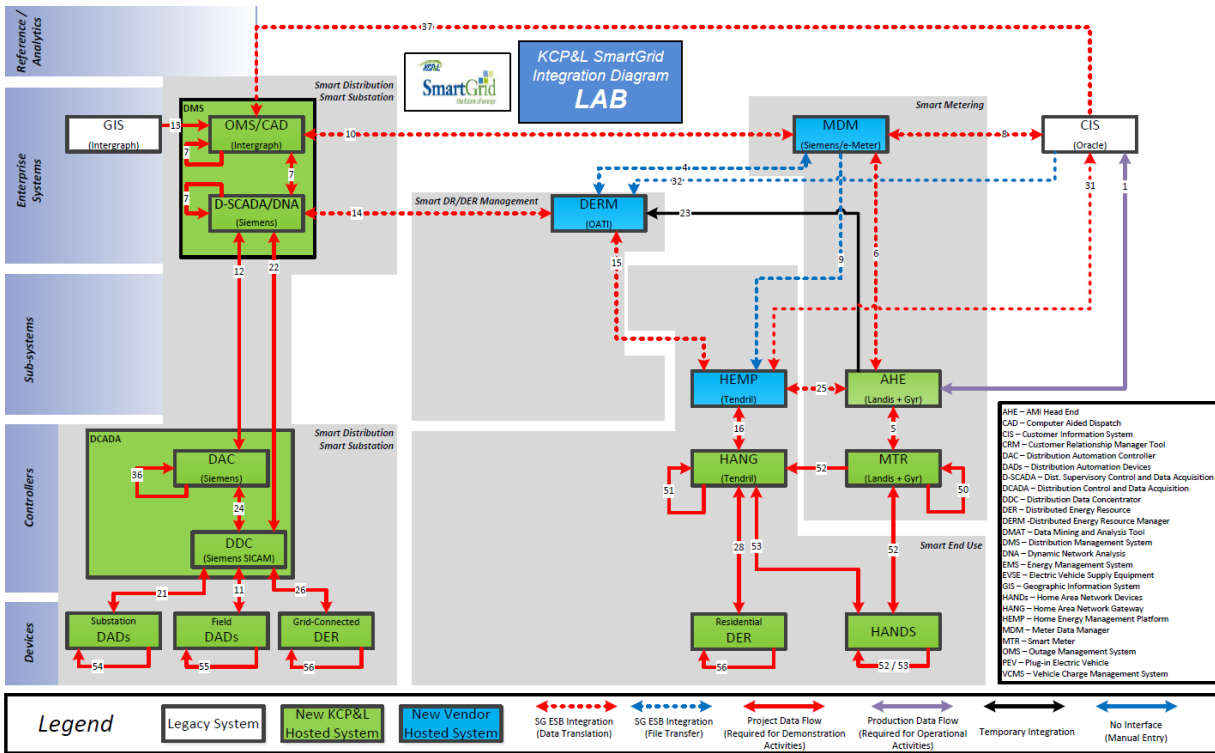 Reference /
Analytics
Enterprise
Systems
Sub-systems
Controllers
Devices
37
KCP&L
SmartGrid
the future of energy
KCP&L SmartGrid
Integration Diagram
LAB
Smart Distribution
Smart Substation
Smart Metering
DMS
GIS
(Intergraph)
13
OMS/CAD
(Intergraph)
7
10
MDM
(Siemens/e-Meter)
8
CIS
(Oracle)
7
4
32
31
1
7
D-SCADA/DNA
(Siemens)
14
Smart DR/DER Management
DERM
(OATI)
23
12
22
15
9
6
HEMP
(Tendril)
25
AHE
(Landis + Gyr)
16
5
DCADA
Smart Distribution
Smart Substation
DAC
(Siemens)
36
24
HANG
(Tendril)
51
52
MTR
(Landis + Gyr)
50
DDC
(Siemens SICAM)
28
53
52
Smart End Use
21
11
26
Substation
DADs
54
Field
DADs
55
Grid-Connected
DER
56
Residential
DER
56
HANDS
52 / 53
AHE – AMI Head End
CAD – Computer Aided Dispatch
CIS – Customer Information System
CRM – Customer Relationship Manager Tool
DAC – Distribution Automation Controller
DADs – Distribution Automation Devices
D-SCADA – Dist. Supervisory Control and Data Acquisition
DCADA – Distribution Control and Data Acquisition
DDC – Distribution Data Concentrator
DER – Distributed Energy Resource
DERM -Distributed Energy Resource Manager
DMAT – Data Mining and Analysis Tool
DMS – Distribution Management System
DNA – Dynamic Network Analysis
EMS – Energy Management System
EVSE – Electric Vehicle Supply Equipment
GIS – Geographic Information System
HANDs – Home Area Network Devices
HANG – Home Area Network Gateway
HEMP – Home Energy Management Platform
MDM – Meter Data Manager
MTR – Smart Meter
OMS – Outage Management System
PEV – Plug-in Electric Vehicle
VCMS – Vehicle Charge Management System
Legend
Legacy System
New KCP&L
Hosted System
New Vendor
Hosted System
SG ESB Integration
(Data Translation)
SG ESB Integration
(File Transfer)
Project Data Flow
(Required for Demonstration
Activities)
Production Data Flow
(Required for Operational
Activities)
Temporary Integration
No Interface
(Manual Entry)